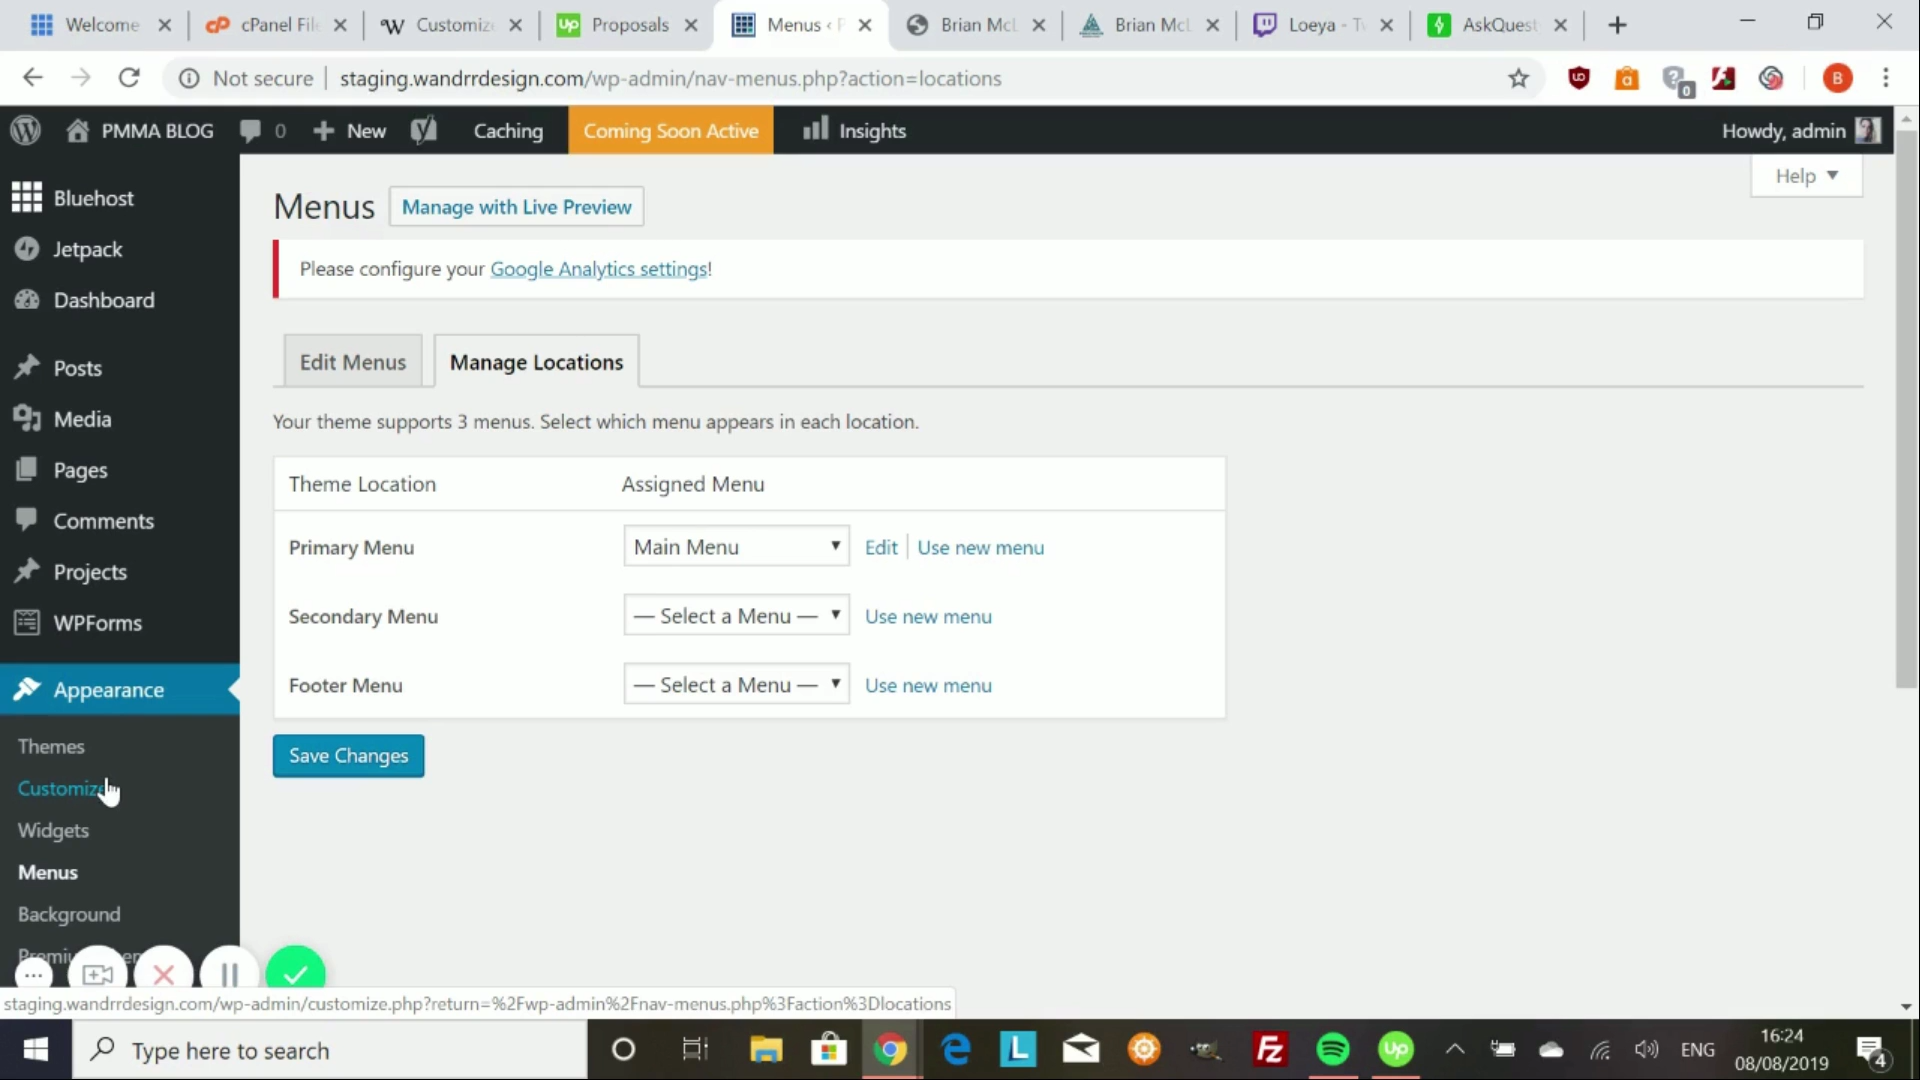 Welcome
cPanel File
Customize
Proposals
Menus ‹ P
Brian McL
Brian McL
Loeya - Tw
AskQuest
Not secure
staging.wandrrdesign.com/wp-admin/nav-menus.php?action=locations
B
PMMA BLOG
0
New
Caching
Coming Soon Active
Insights
Howdy, admin
Help
Bluehost
Jetpack
Dashboard
Posts
Media
Pages
Comments
Projects
WPForms
Appearance
Themes
Customize
Widgets
Menus
Background
Menus
Manage with Live Preview
Please configure your Google Analytics settings!
Edit Menus
Manage Locations
Your theme supports 3 menus. Select which menu appears in each location.
Theme Location
Assigned Menu
Primary Menu
Main Menu
Edit
Use new menu
Secondary Menu
— Select a Menu —
Use new menu
Footer Menu
— Select a Menu —
Use new menu
Save Changes
staging.wandrrdesign.com/wp-admin/customize.php?return=%2Fwp-admin%2Fnav-menus.php%3Faction%3Dlocations
Type here to search
ENG
16:24
08/08/2019
4